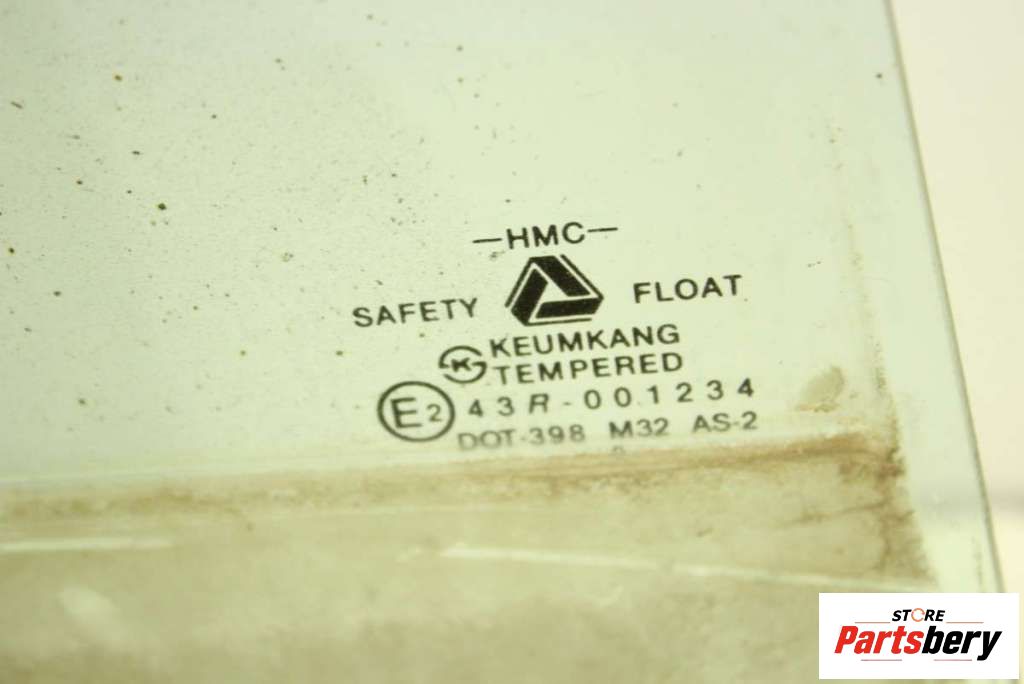 —HMC—
SAFETY FLOAT
KEUMKANG
K TEMPERED
E2 43R-001234
DOT-398 M32 AS-2
STORE
Partsbery